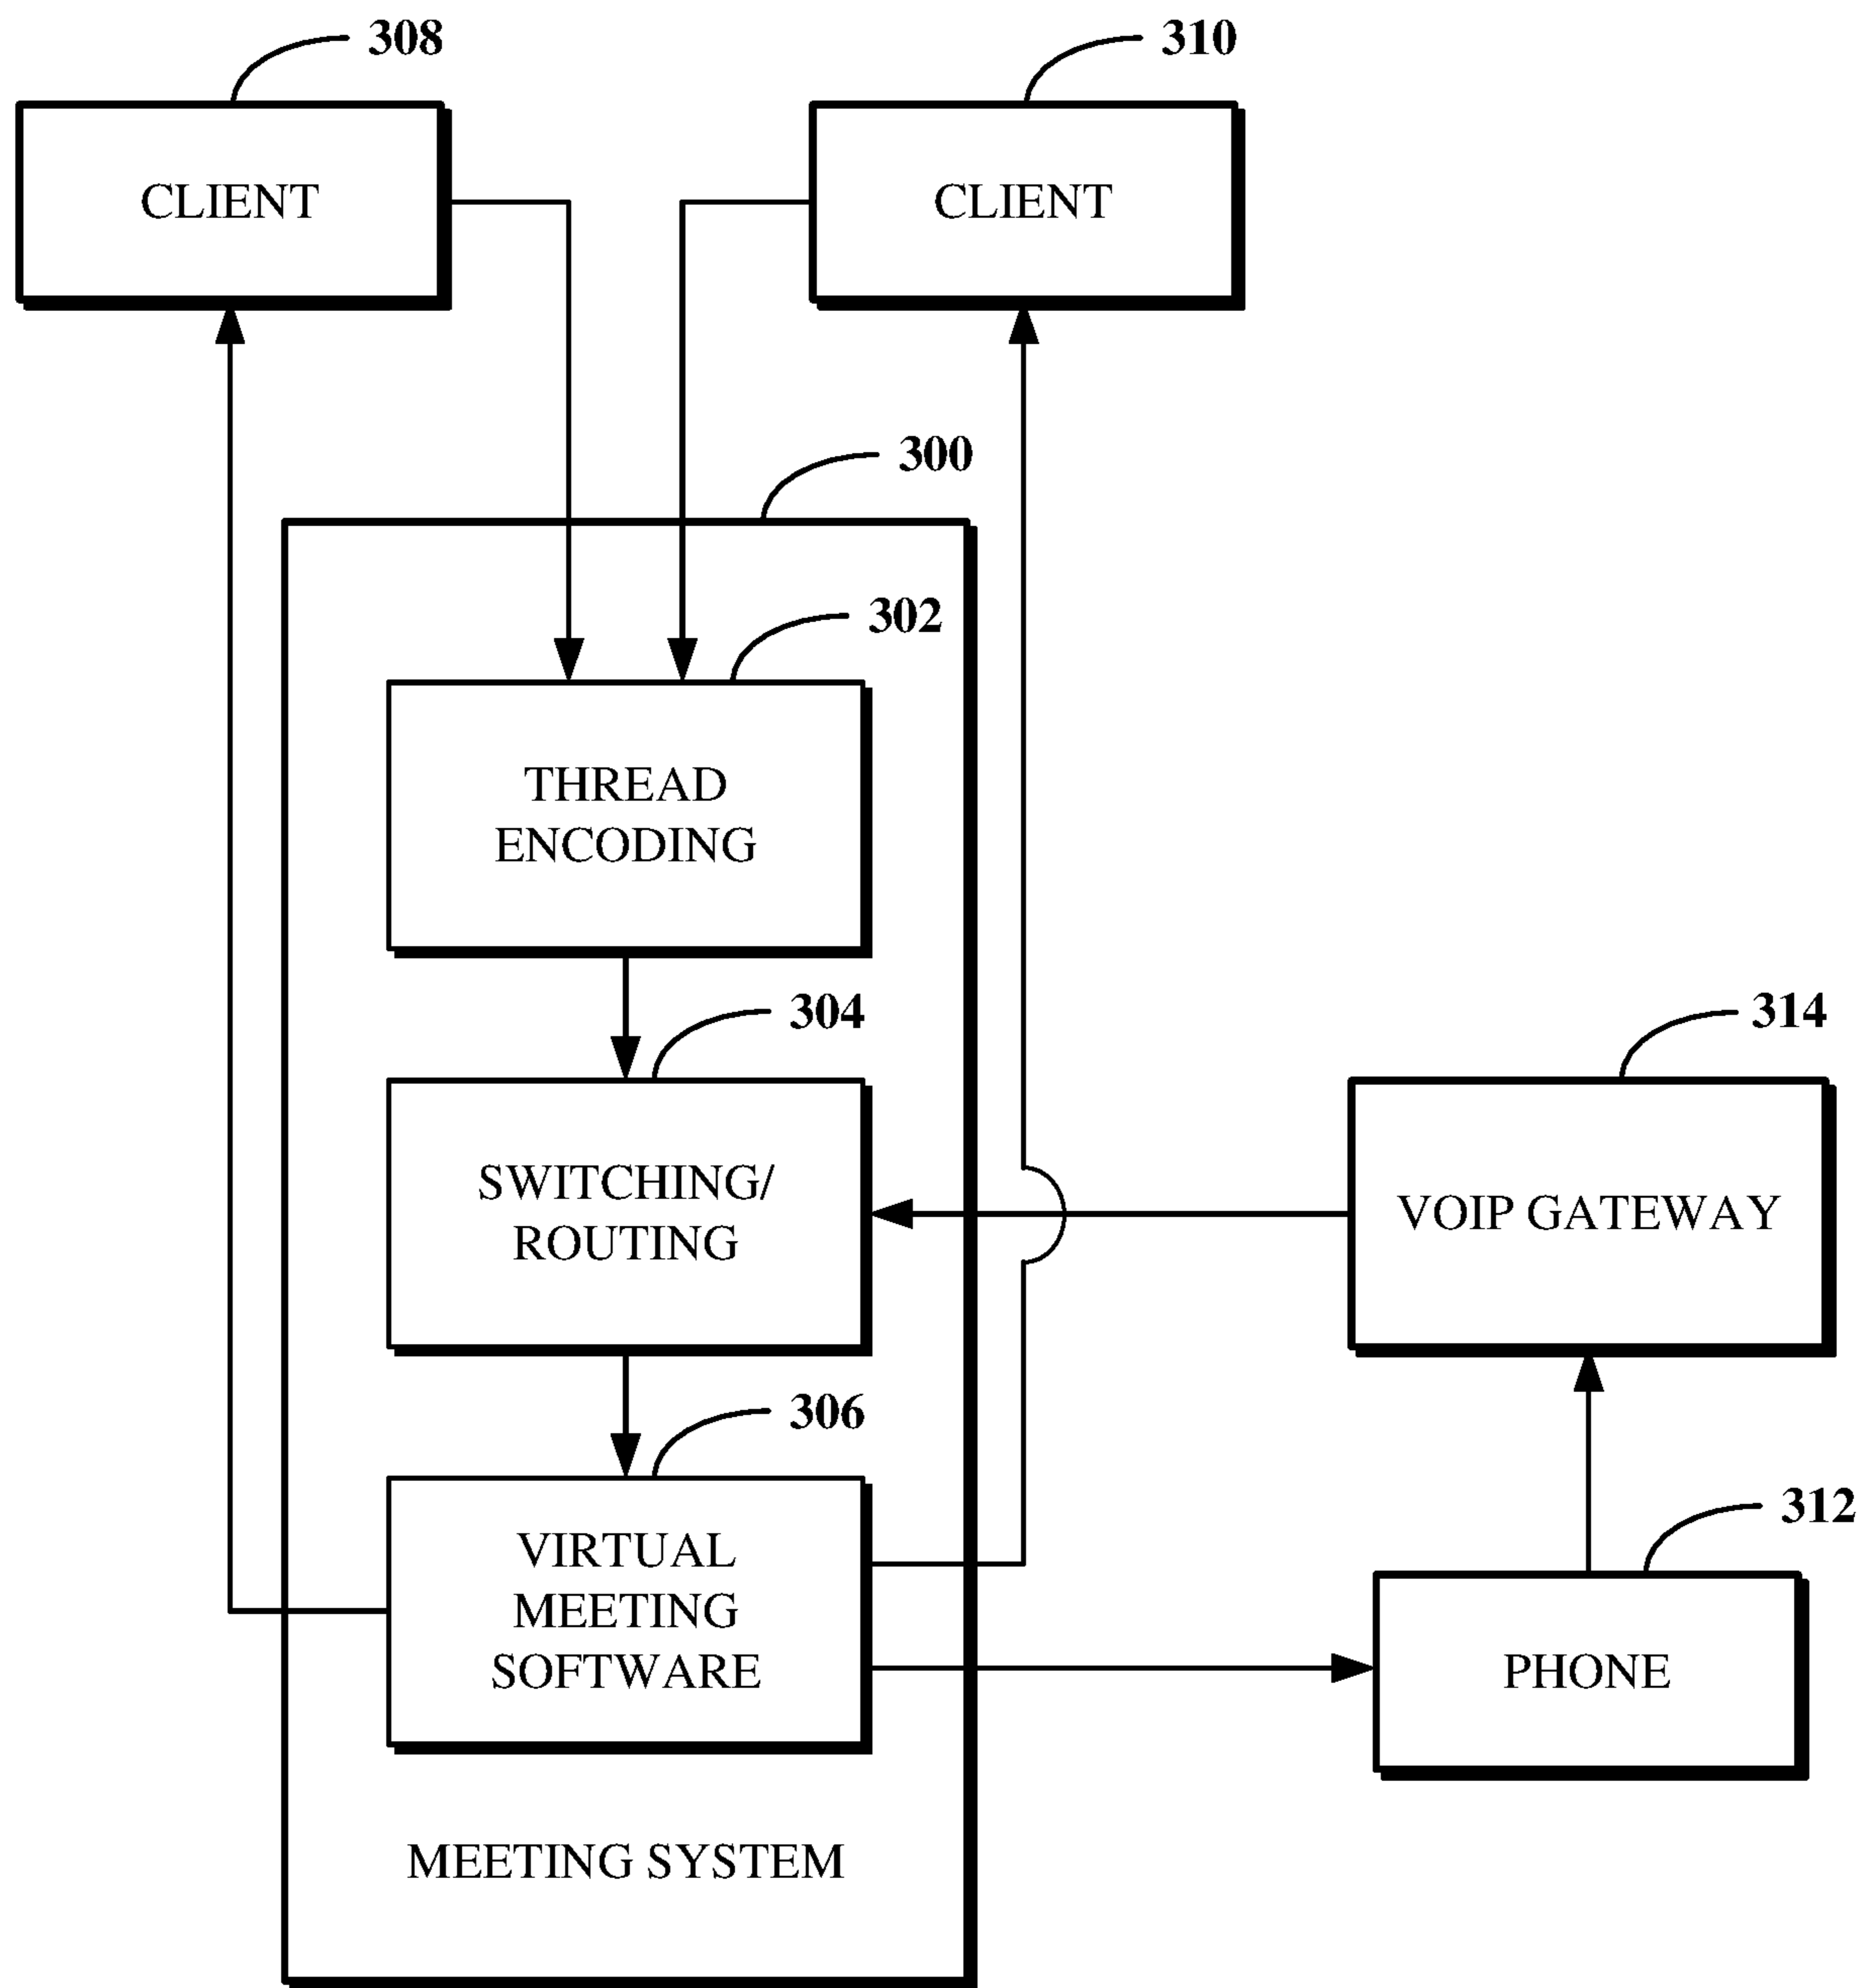 308
310
CLIENT
CLIENT
300
302
THREAD
ENCODING
304
314
SWITCHING/
ROUTING
VOIP GATEWAY
306
312
VIRTUAL
MEETING
SOFTWARE
PHONE
MEETING SYSTEM